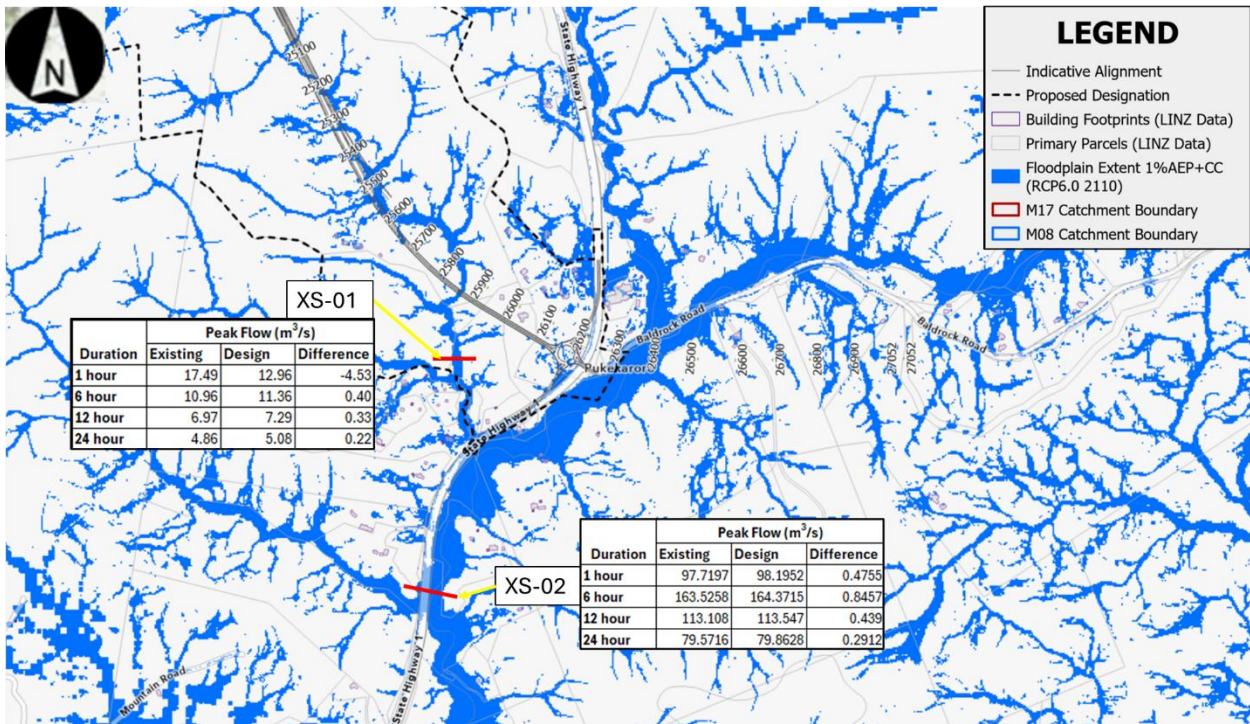 N
LEGEND
Indicative Alignment
Proposed Designation
Building Footprints (LINZ Data)
Primary Parcels (LINZ Data)
Floodplain Extent 1%AEP+CC
(RCP6.0 2110)
M17 Catchment Boundary
M08 Catchment Boundary
State Highway 1
25100
25200
25300
25400
25500
25600
25700
25800
25900
26000
26100
26200
26300
26400
26500
26600
26700
26800
26900
27052
27052
Baldrock Road
Baldrock Road
State Highway 1
State Highway 1
Mountain Road
XS-01
Peak Flow (m³/s)
Duration Existing Design Difference
1 hour 17.49 12.96 -4.53
6 hour 10.96 11.36 0.40
12 hour 6.97 7.29 0.33
24 hour 4.86 5.08 0.22
XS-02
Peak Flow (m³/s)
Duration Existing Design Difference
1 hour 97.7197 98.1952 0.4755
6 hour 163.5258 164.3715 0.8457
12 hour 113.108 113.547 0.439
24 hour 79.5716 79.8628 0.2912